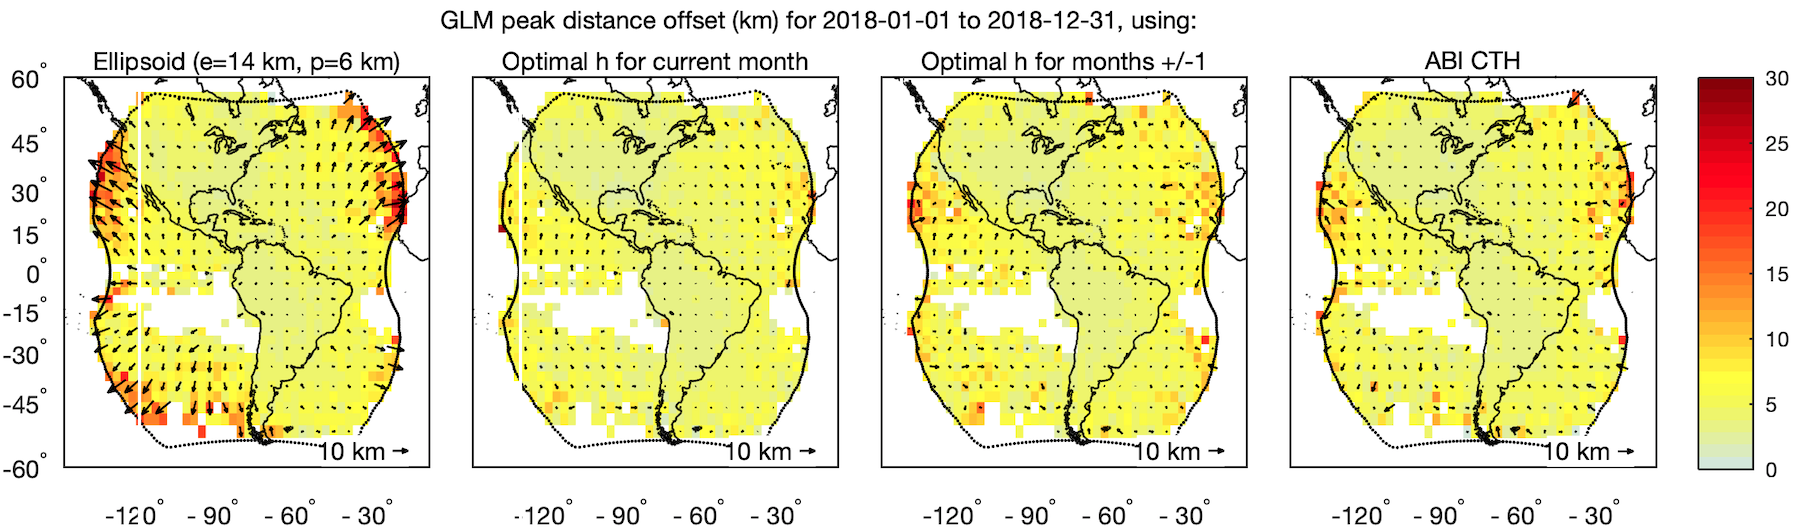 GLM peak distance offset (km) for 2018-01-01 to 2018-12-31, using:
Ellipsoid (e=14 km, p=6 km)
Optimal h for current month
Optimal h for months +/-1
ABI CTH
60°
45°
30°
15°
0°
-15°
-30°
-45°
-60°
10 km
10 km
10 km
10 km
-120° -90° -60° -30°
-120° -90° -60° -30°
-120° -90° -60° -30°
-120° -90° -60° -30°
30
25
20
15
10
5
0